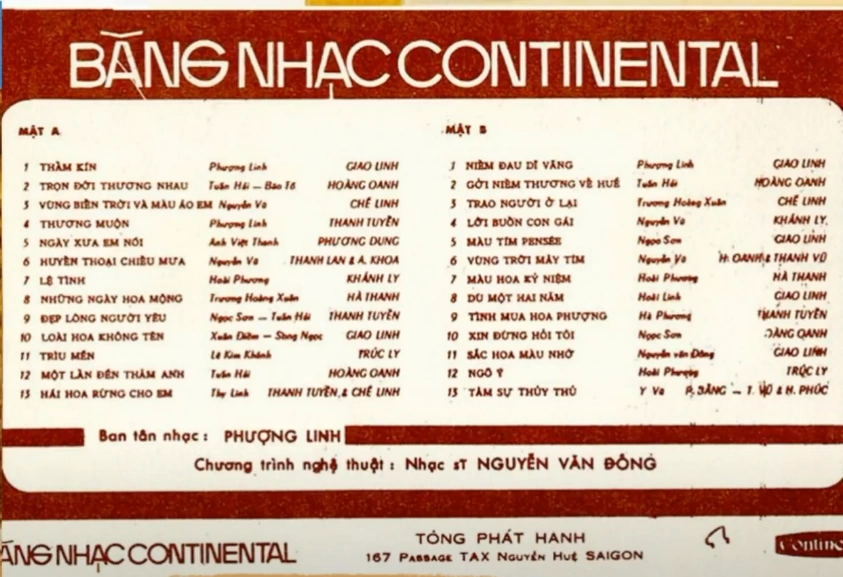 BĂNG NHẠC CONTINENTAL
MẶT A
1 THẦM KÍN Phượng Linh GIAO LINH
2 TRỌN ĐỜI THƯƠNG NHAU Tuấn Hải – Bảo Tố HOÀNG OANH
3 VÙNG BIỂN TRỜI VÀ MÀU ÁO EM Nguyễn Vũ CHẾ LINH
4 THƯƠNG MUỘN Phượng Linh THANH TUYỀN
5 NGÀY XƯA EM NÓI Anh Việt Thanh PHƯƠNG DUNG
6 HUYỀN THOẠI CHIỀU MƯA Nguyễn Vũ THANH LAN & A. KHOA
7 LỆ TÌNH Hoài Phương KHÁNH LY
8 NHỮNG NGÀY HOA MỘNG Trương Hoàng Xuân HÀ THANH
9 ĐẸP LÒNG NGƯỜI YÊU Ngọc Sơn – Tuấn Hải THANH TUYỀN
10 LOÀI HOA KHÔNG TÊN Xuân Điềm – Song Ngọc GIAO LINH
11 TRÌU MẾN Lê Kim Khánh TRÚC LY
12 MỘT LẦN ĐẾN THĂM ANH Tuấn Hải HOÀNG OANH
13 HÁI HOA RỪNG CHO EM Thy Linh THANH TUYỀN & CHẾ LINH
MẶT B
1 NIỀM ĐAU DĨ VÃNG Phượng Linh GIAO LINH
2 GỞI NIỀM THƯƠNG VỀ HUẾ Tuấn Hải HOÀNG OANH
3 TRAO NGƯỜI Ở LẠI Trương Hoàng Xuân CHẾ LINH
4 LỜI BUỒN CON GÁI Nguyễn Vũ KHÁNH LY
5 MÀU TÍM PENSÉE Ngọc Sơn GIAO LINH
6 VÙNG TRỜI MÂY TÍM Nguyễn Vũ H. OANH & THANH VŨ
7 MÀU HOA KỶ NIỆM Hoài Phương HÀ THANH
8 DÙ MỘT HAI NĂM Hoài Linh GIAO LINH
9 TÌNH MUA HOA PHƯỢNG Hà Phương THANH TUYỀN
10 XIN ĐỪNG HỎI TÔI Ngọc Sơn OANH
11 SẮC HOA MÀU NHỚ Nguyễn văn Đông GIAO LINH
12 NGỎ Ý Hoài Phương TRÚC LY
13 TÂM SỰ THỦY THỦ Y Vũ – T. VŨ & H. PHÚC
Ban tân nhạc : PHƯỢNG LINH
Chương trình nghệ thuật : Nhạc sĩ NGUYỄN VĂN ĐÔNG
ĂNG NHẠC CONTINENTAL
TỔNG PHÁT HÀNH
167 PASSAGE TAX NGUYỄN HUỆ SAIGON
Contine